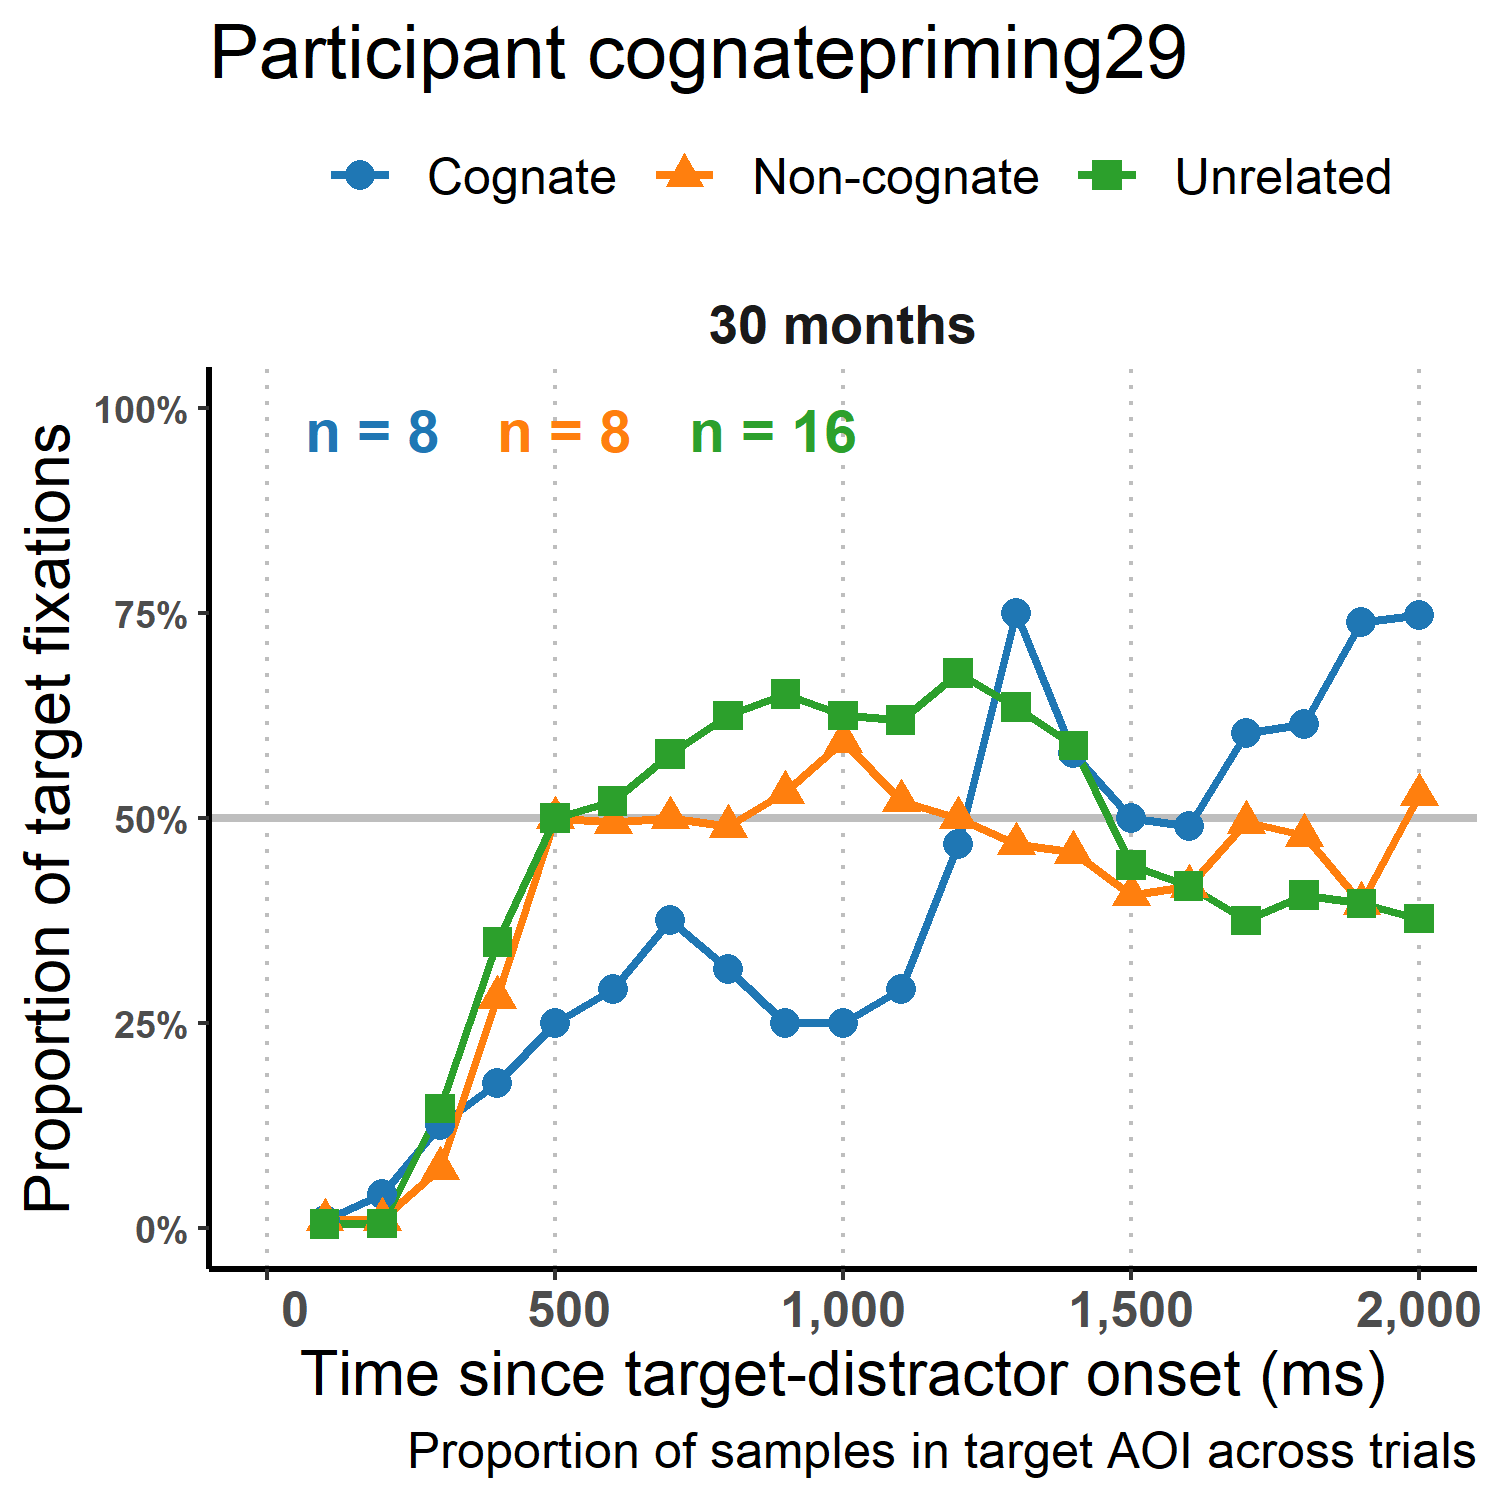 Participant cognatepriming29
Cognate Non-cognate Unrelated
30 months
n = 8 n = 8 n = 16
100%
75%
50%
25%
0%
Proportion of target fixations
0 500 1,000 1,500 2,000
Time since target-distractor onset (ms)
Proportion of samples in target AOI across trials